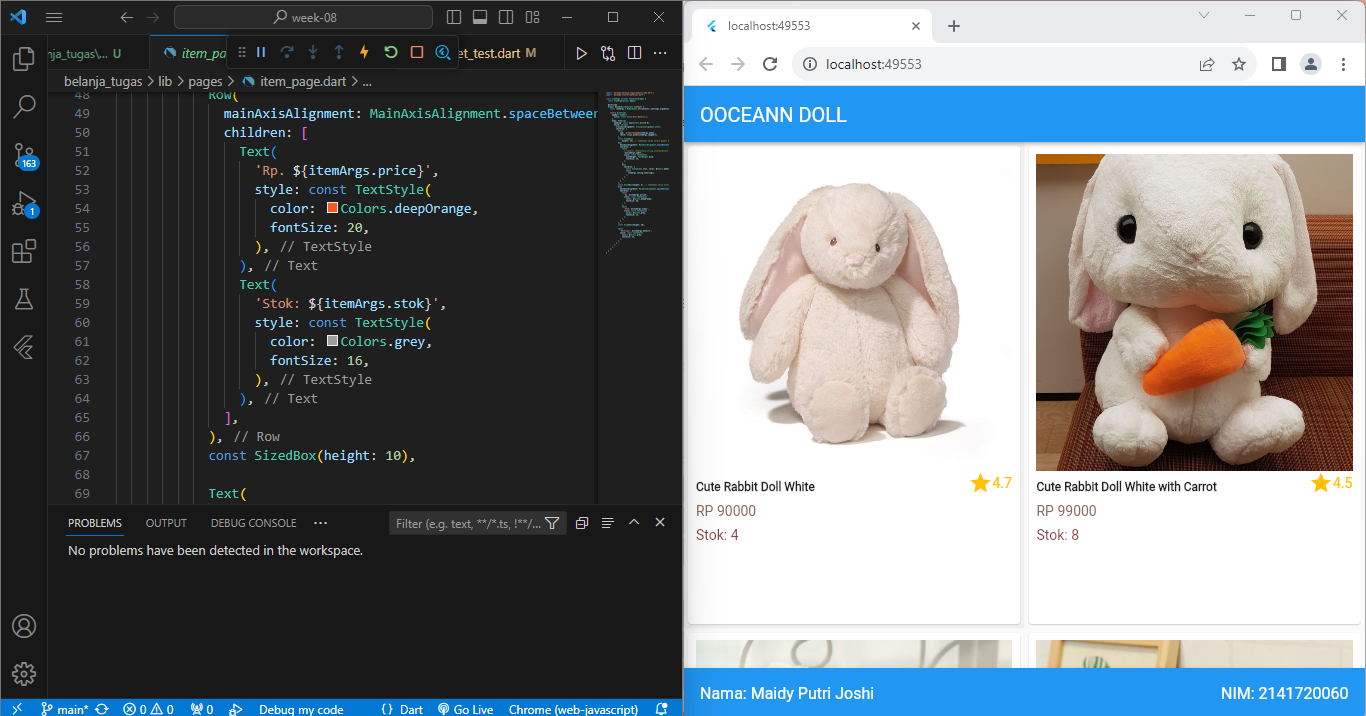 week-08
nja_tugas\... U
item_pa
et_test.dart M
belanja_tugas > lib > pages > item_page.dart > ...
48 Row(
49 mainAxisAlignment: MainAxisAlignment.spaceBetween
50 children: [
51 Text(
52 'Rp. ${itemArgs.price}',
53 style: const TextStyle(
54 color: Colors.deepOrange,
55 fontSize: 20,
56 ), // TextStyle
57 ), // Text
58 Text(
59 'Stok: ${itemArgs.stok}',
60 style: const TextStyle(
61 color: Colors.grey,
62 fontSize: 16,
63 ), // TextStyle
64 ), // Text
65 ],
66 ), // Row
67 const SizedBox(height: 10),
68
69 Text(
163
1
PROBLEMS OUTPUT DEBUG CONSOLE ...
Filter (e.g. text, **/*.ts, !**/...
No problems have been detected in the workspace.
main* 0 0 0 Debug my code {} Dart Go Live Chrome (web-javascript)
localhost:49553
localhost:49553
OOCEANN DOLL
Cute Rabbit Doll White 4.7
RP 90000
Stok: 4
Cute Rabbit Doll White with Carrot 4.5
RP 99000
Stok: 8
Nama: Maidy Putri Joshi NIM: 2141720060